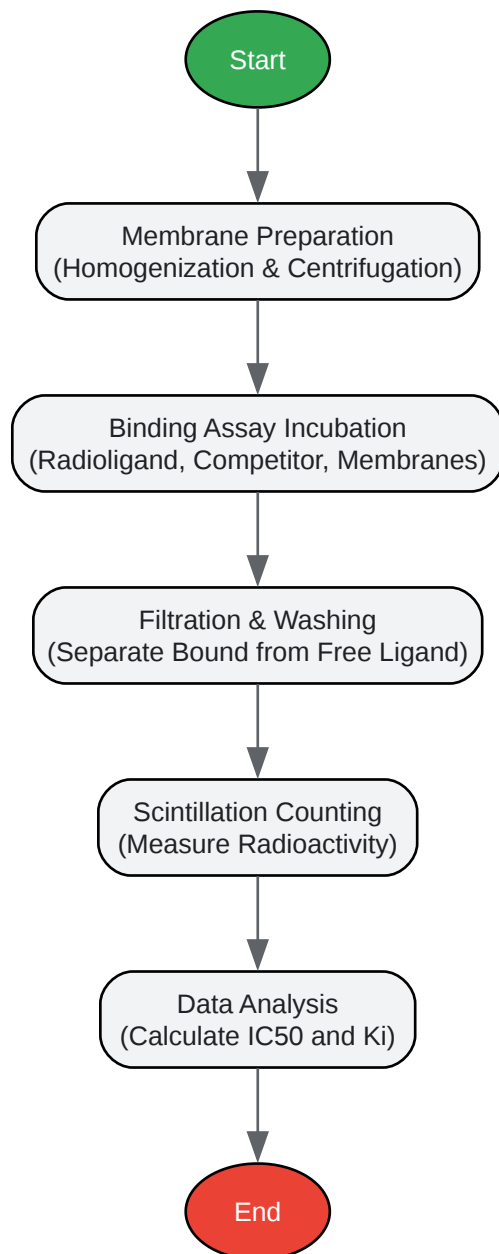 Start
Membrane Preparation
(Homogenization & Centrifugation)
Binding Assay Incubation
(Radioligand, Competitor, Membranes)
Filtration & Washing
(Separate Bound from Free Ligand)
Scintillation Counting
(Measure Radioactivity)
Data Analysis
(Calculate IC50 and Ki)
End